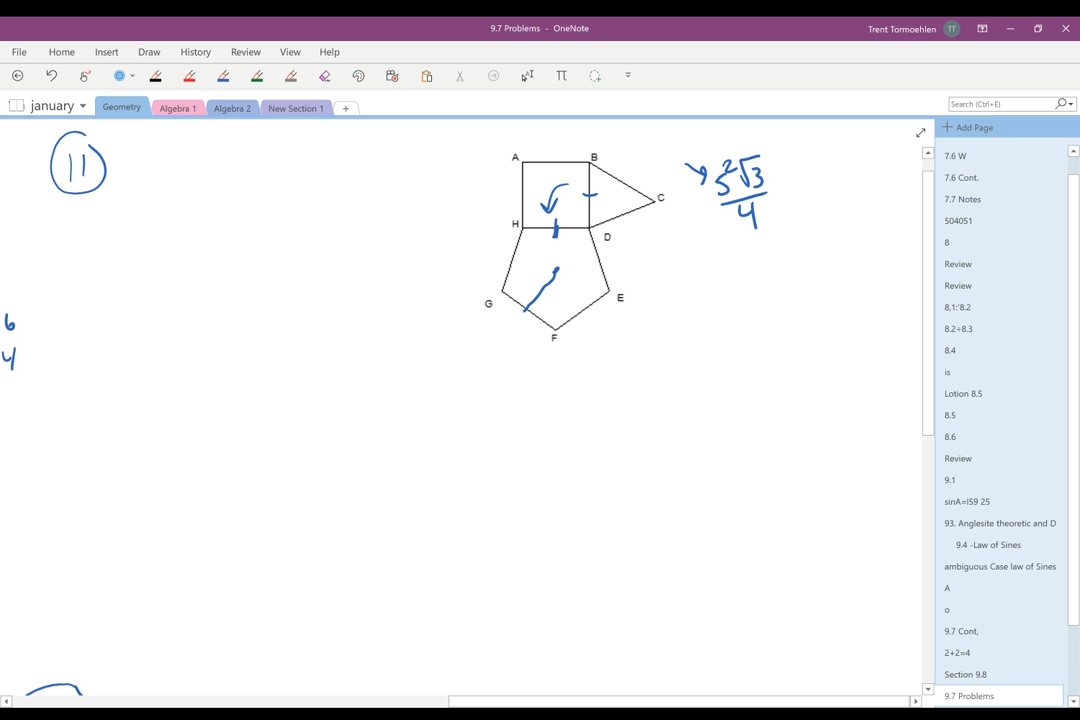 9.7 Problems - OneNote
Trent Tormoehlen
TT
File Home Insert Draw History Review View Help
january Geometry Algebra 1 Algebra 2 New Section 1 +
Search (Ctrl+E)
Add Page
7.6 W
7.6 Cont.
7.7 Notes
504051
8
Review
Review
8,1:'8.2
8.2÷8.3
8.4
is
Lotion 8.5
8.5
8.6
Review
9.1
sinA=I59 25
93. Anglesite theoretic and D
9.4 -Law of Sines
ambiguous Case law of Sines
A
o
9.7 Cont,
2+2=4
Section 9.8
9.7 Problems
11
A B
C
H D
G E
F
5²√3
4
6
4